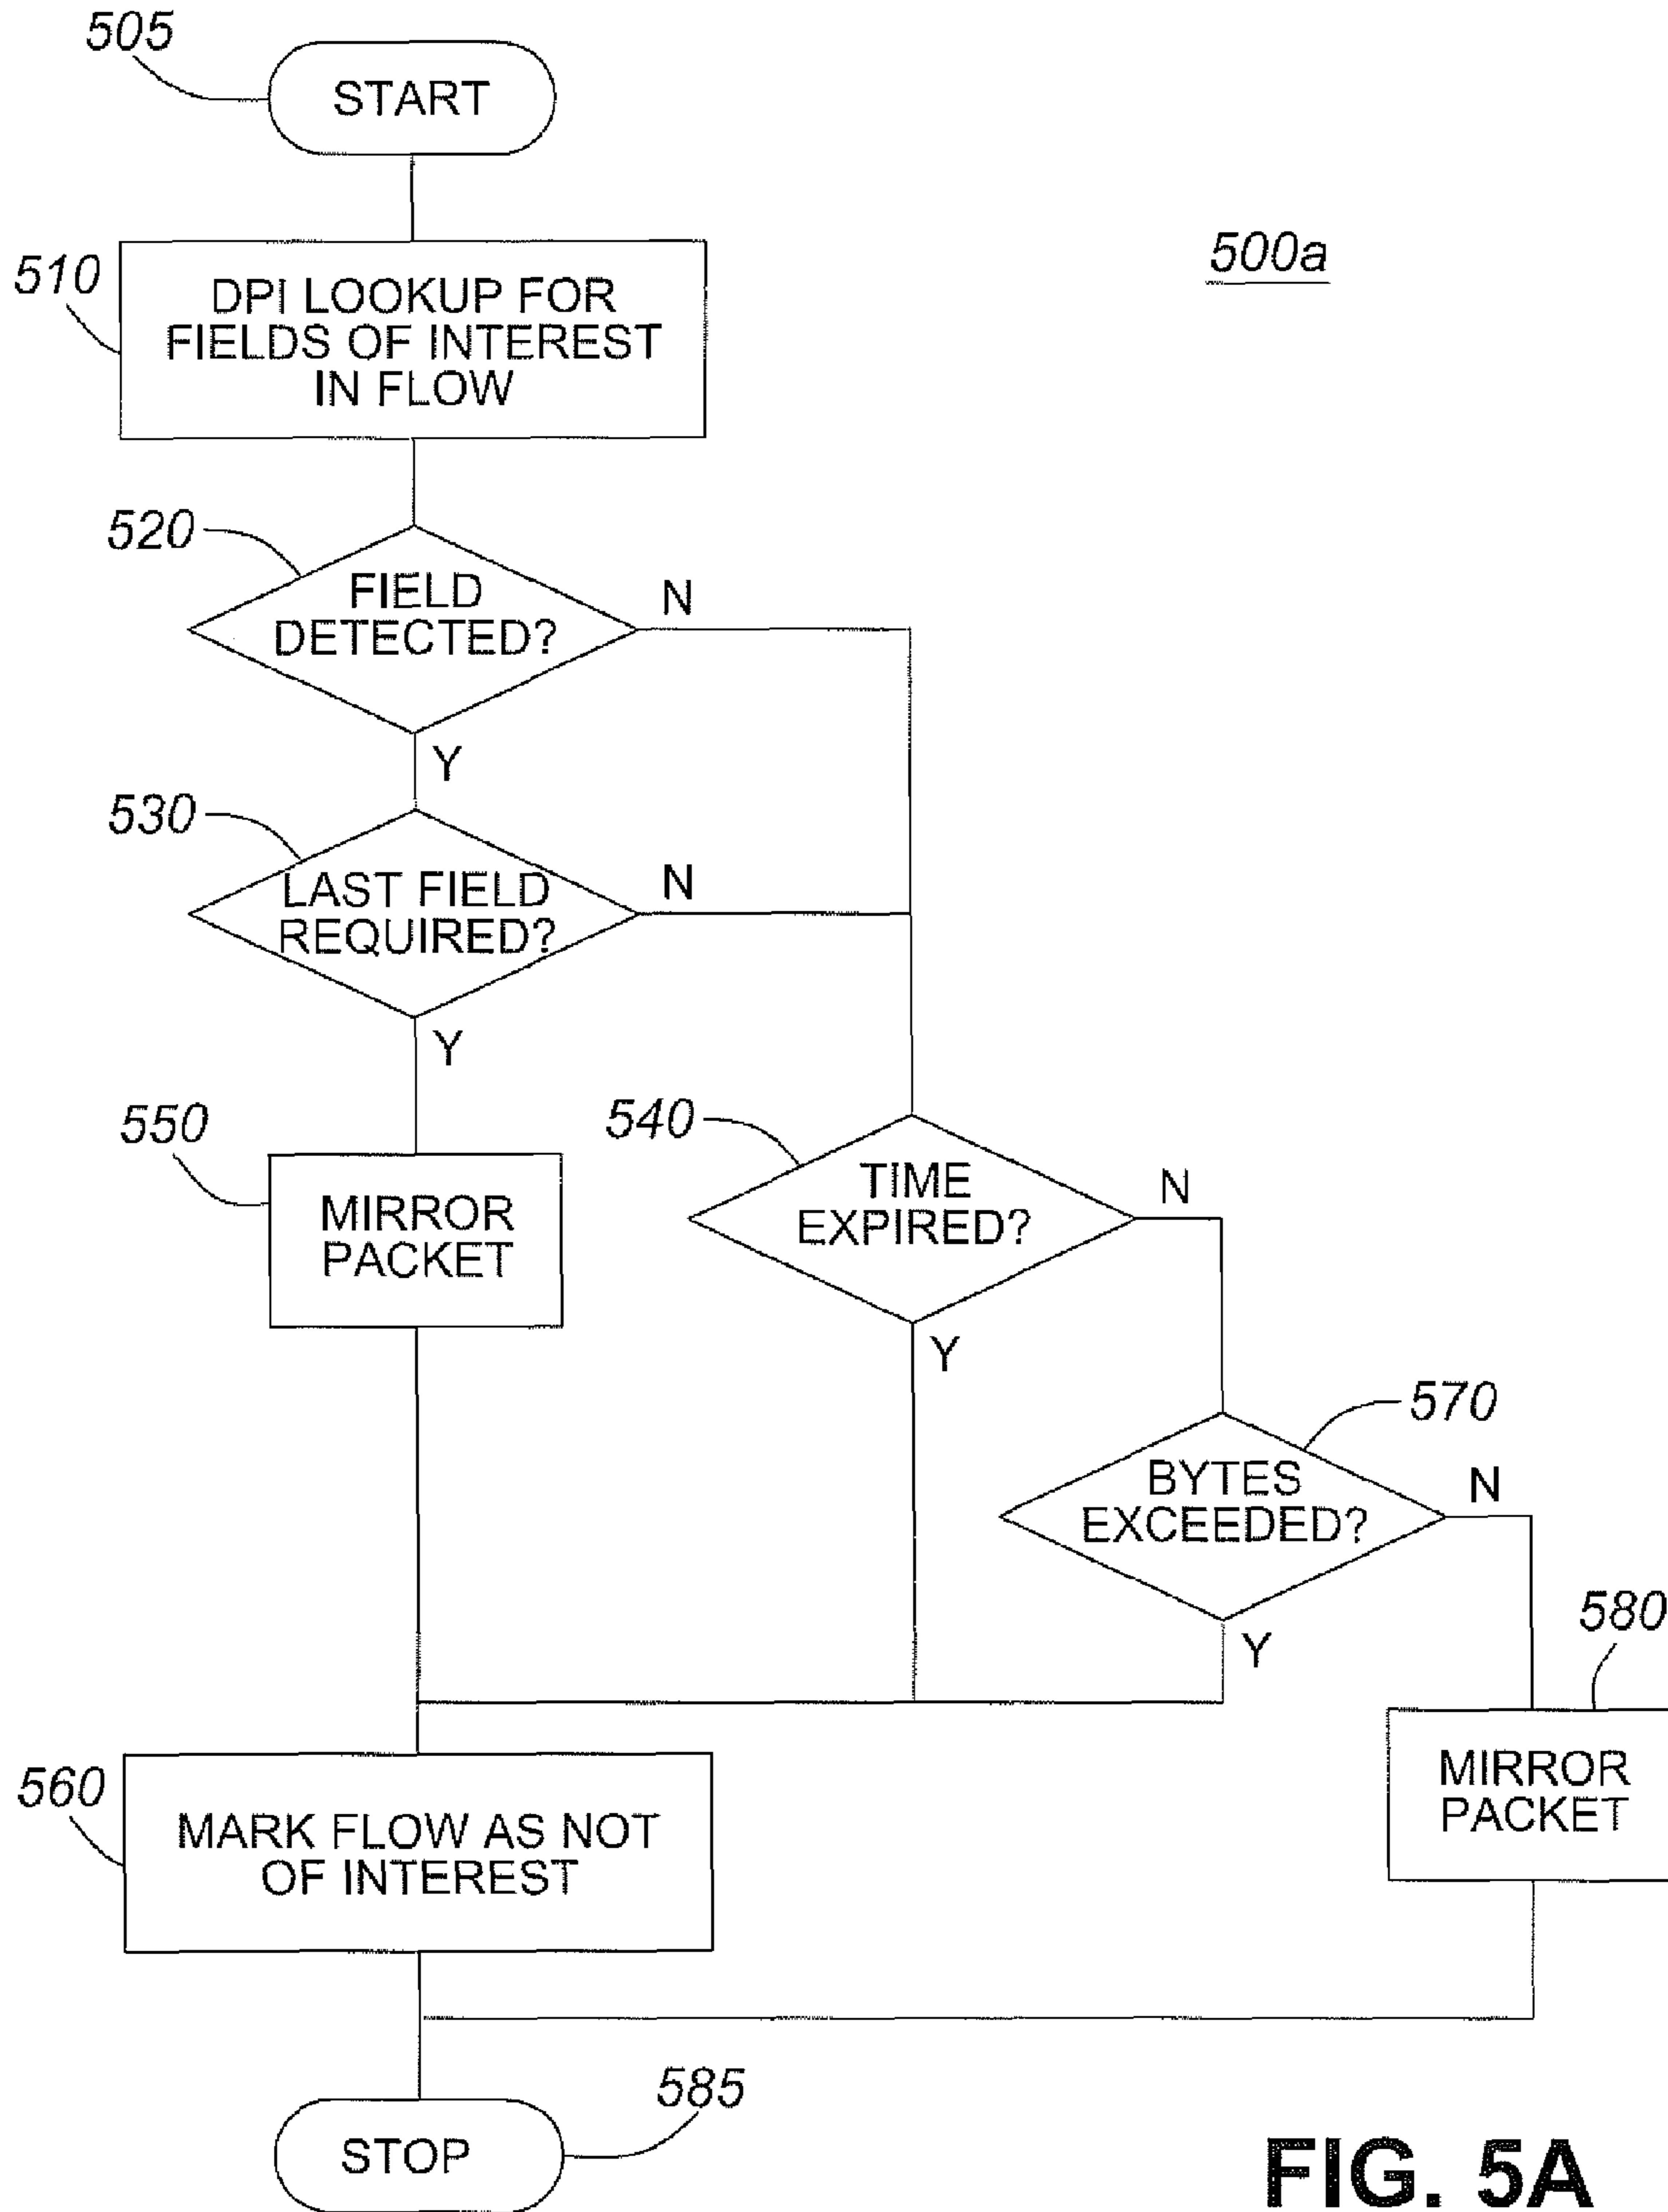 505
START
500a
510
DPI LOOKUP FOR
FIELDS OF INTEREST
IN FLOW
520
FIELD
DETECTED?
N
Y
530
LAST FIELD
REQUIRED?
N
Y
550
MIRROR
PACKET
540
TIME
EXPIRED?
N
Y
570
BYTES
EXCEEDED?
N
Y
580
MIRROR
PACKET
560
MARK FLOW AS NOT
OF INTEREST
585
STOP
FIG. 5A